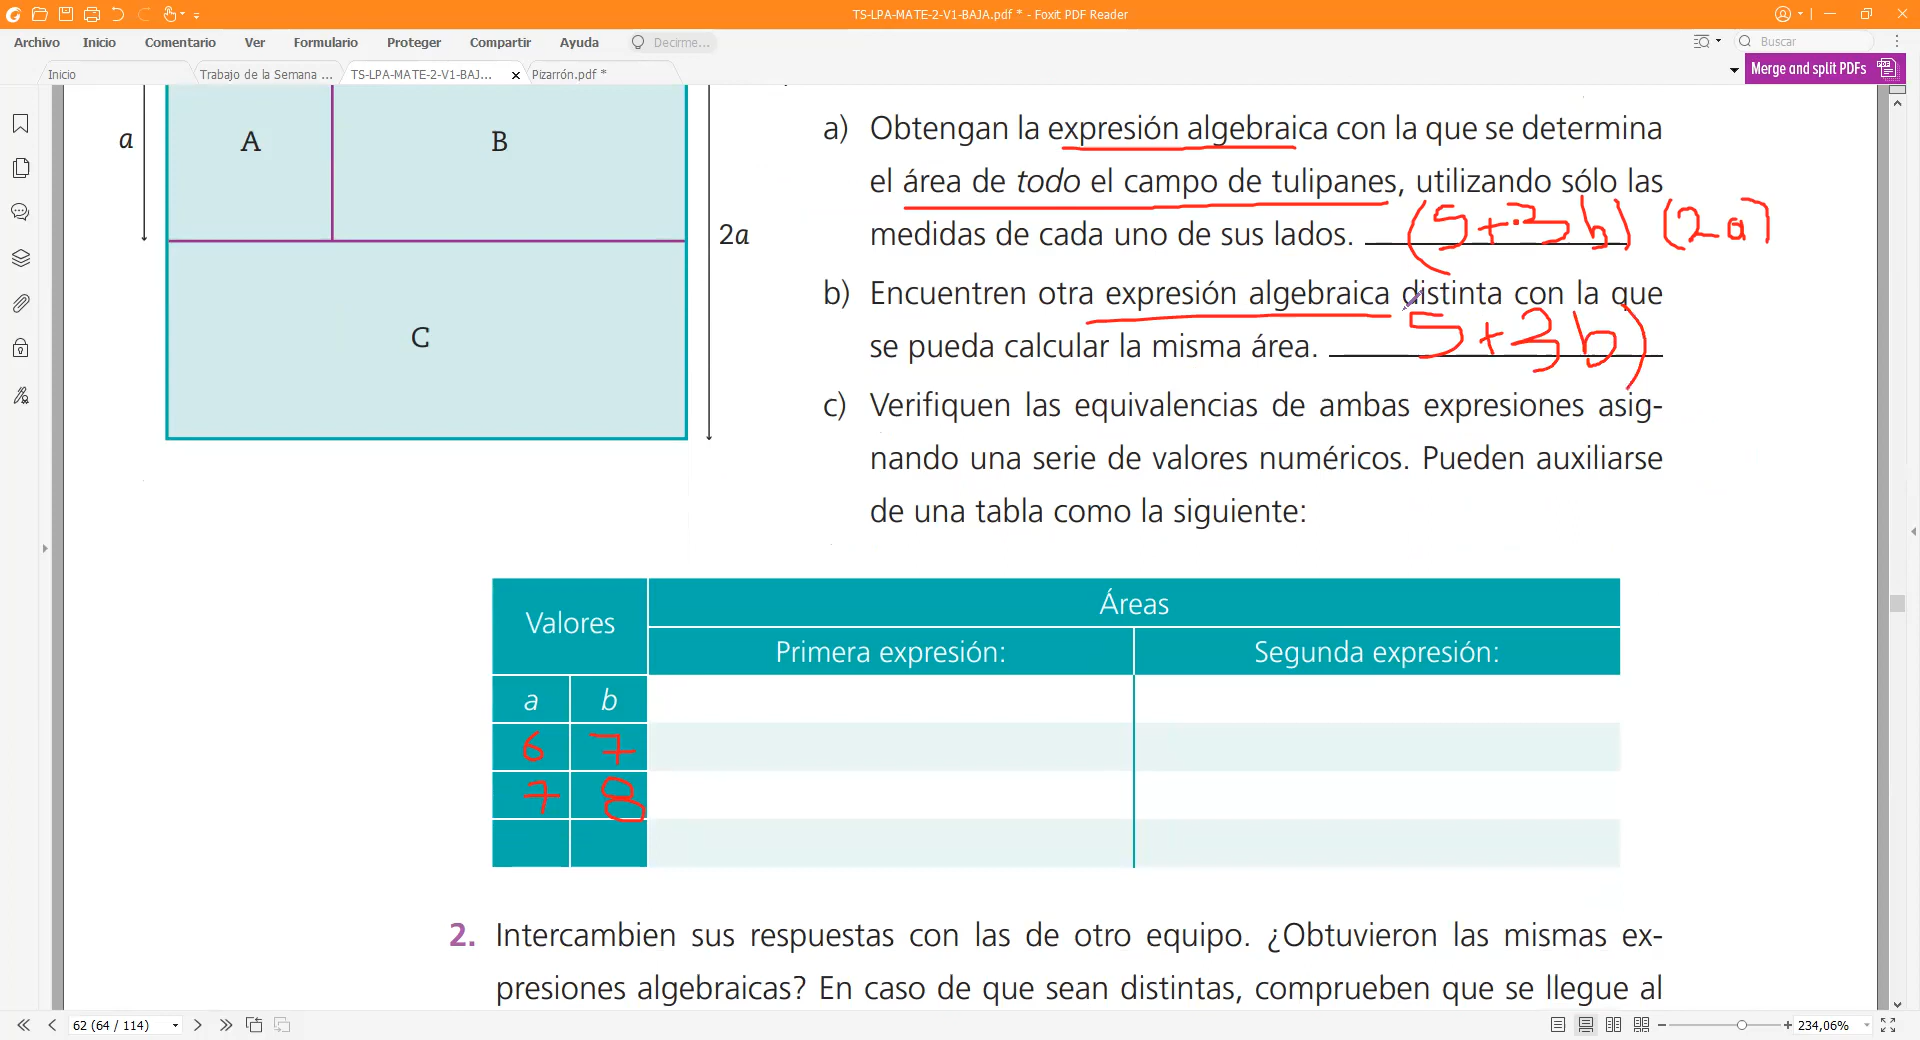 TS-LPA-MATE-2-V1-BAJA.pdf * - Foxit PDF Reader
Archivo Inicio Comentario Ver Formulario Proteger Compartir Ayuda Decirme... Buscar
Inicio Trabajo de la Semana ... TS-LPA-MATE-2-V1-BAJ... Pizarrón.pdf * Merge and split PDFs
a
A
B
C
2a
a) Obtengan la expresión algebraica con la que se determina
el área de todo el campo de tulipanes, utilizando sólo las
medidas de cada uno de sus lados. (5+3b) (2a)
b) Encuentren otra expresión algebraica distinta con la que
se pueda calcular la misma área. 5+3b)
c) Verifiquen las equivalencias de ambas expresiones asig-
nando una serie de valores numéricos. Pueden auxiliarse
de una tabla como la siguiente:
Valores
Áreas
Primera expresión: Segunda expresión:
a b
6 7
7 8
2. Intercambien sus respuestas con las de otro equipo. ¿Obtuvieron las mismas ex-
presiones algebraicas? En caso de que sean distintas, comprueben que se llegue al
62 (64 / 114) 234,06%